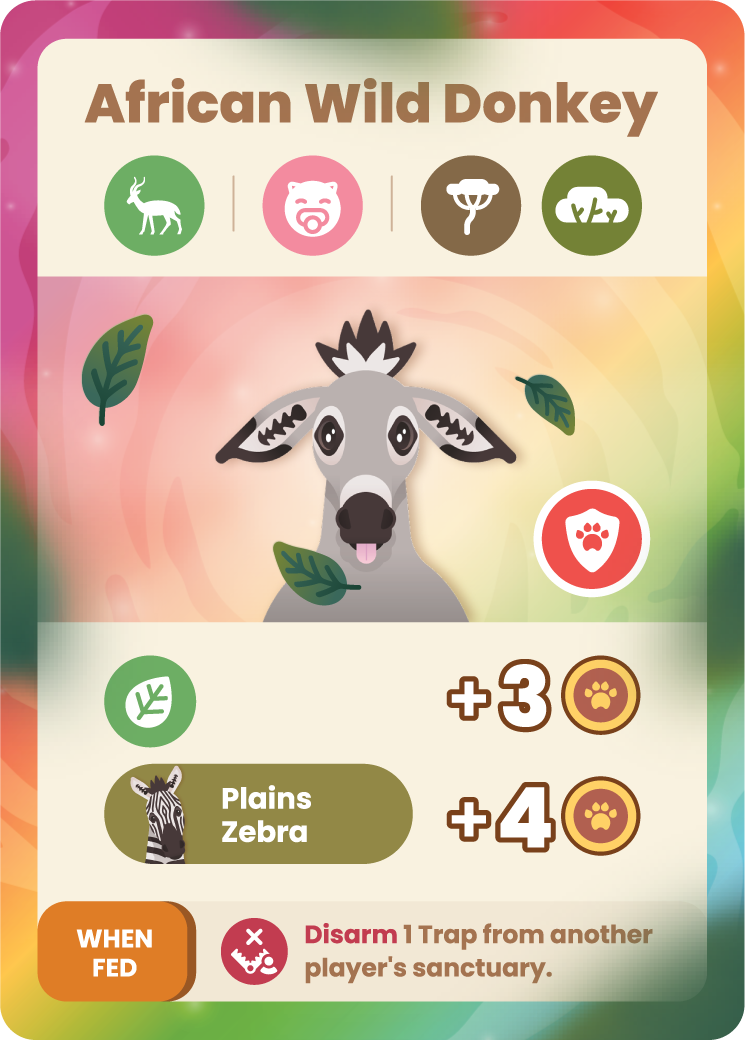 African Wild Donkey
+3
Plains
Zebra
+4
WHEN
FED
Disarm 1 Trap from another
player's sanctuary.